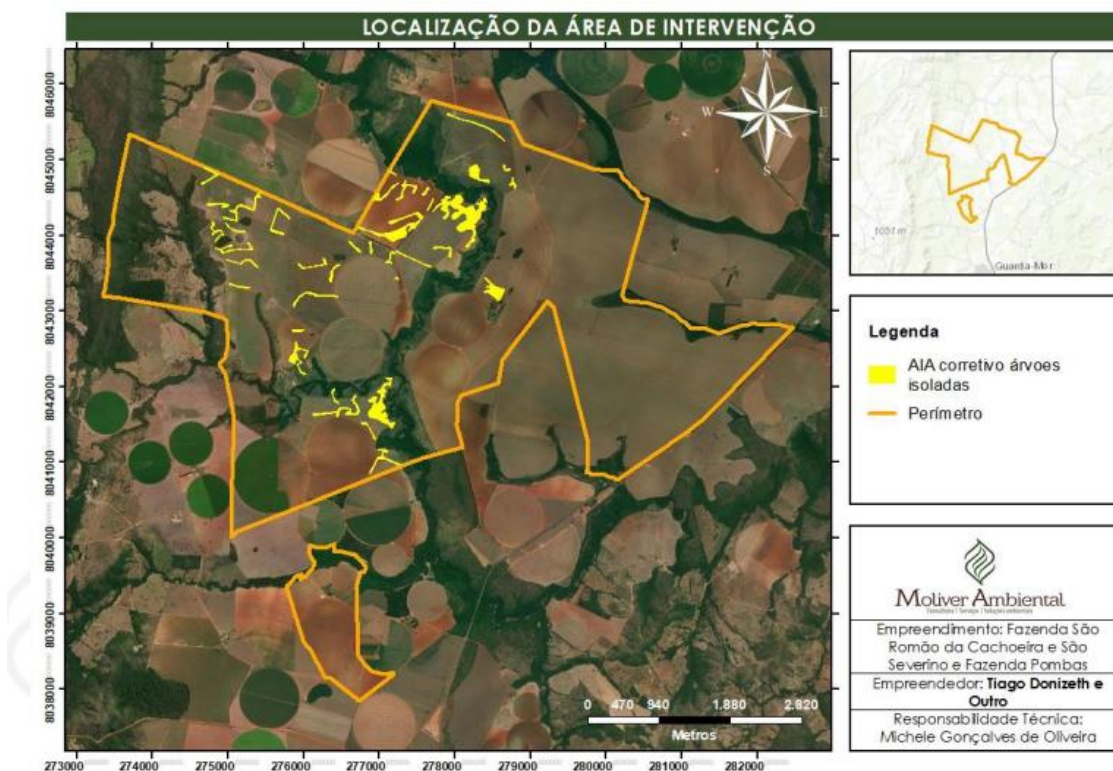 LOCALIZAÇÃO DA ÁREA DE INTERVENÇÃO
8046000
8045000
8044000
8043000
8042000
8041000
8040000
8039000
8038000
273000
274000
275000
276000
277000
278000
279000
280000
281000
282000
N
W
E
S
0 470 940 1.880 2.820
Metros
Guarda-Mor
Legenda
AIA corretivo árvoes
isoladas
Perímetro
Moliver Ambiental
Empreendimento: Fazenda São
Romão da Cachoeira e São
Severino e Fazenda Pombas
Empreendedor: Tiago Donizeth e
Outro
Responsabilidade Técnica:
Michele Gonçalves de Oliveira